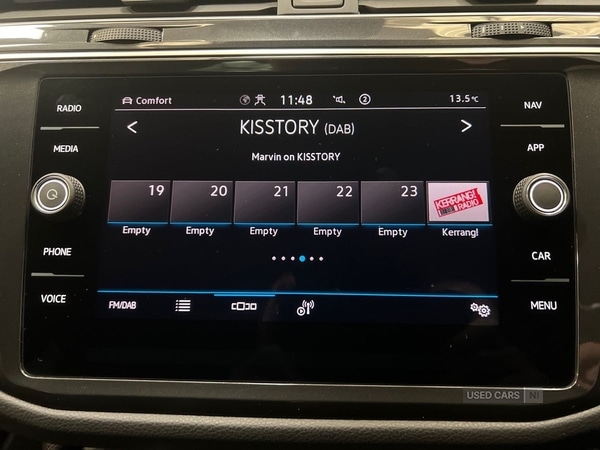 RADIO
MEDIA
PHONE
VOICE
Comfort
11:48
2
13.5°C
< KISSTORY (DAB) >
Marvin on KISSTORY
19 20 21 22 23 KERRANG! RADIO
Empty Empty Empty Empty Empty Kerrang!
FM/DAB
NAV
APP
CAR
MENU
USED CARS NI